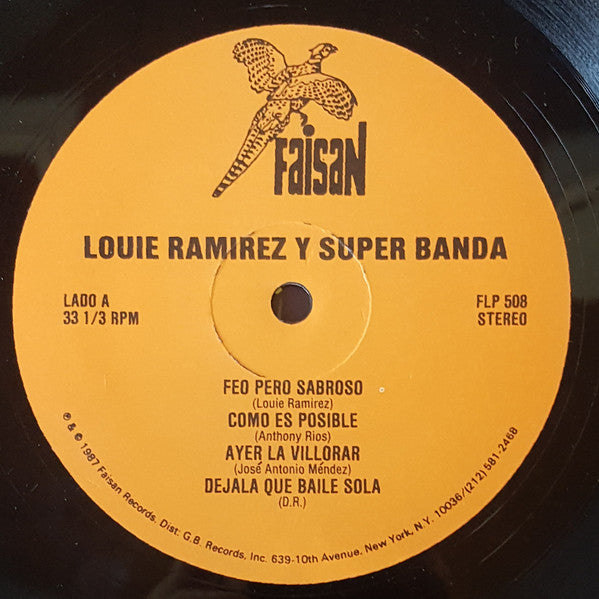 FaisaN
LOUIE RAMIREZ Y SUPER BANDA
LADO A
33 1/3 RPM
FLP 508
STEREO
FEO PERO SABROSO
(Louie Ramirez)
COMO ES POSIBLE
(Anthony Rios)
AYER LA VILLORAR
(José Antonio Méndez)
DEJALA QUE BAILE SOLA
(D.R.)
℗ & © 1987 Faisan Records. Dist: G.B. Records, Inc. 639-10th Avenue, New York, N.Y. 10036/(212) 581-2468